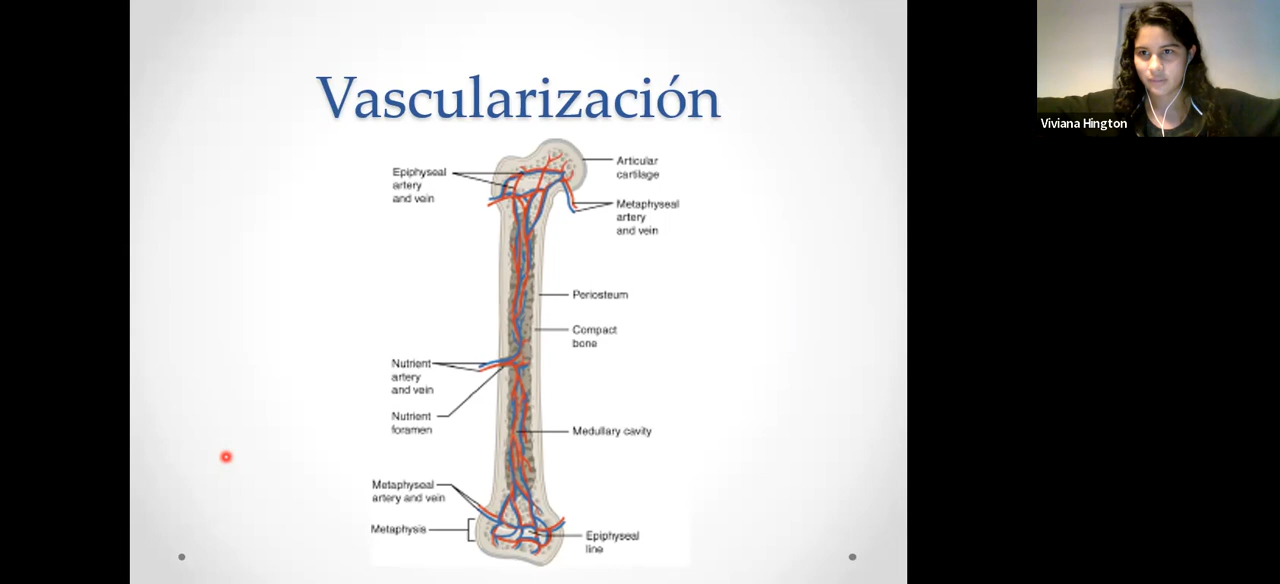 Vascularización
Epiphyseal
artery
and vein
Articular
cartilage
Metaphyseal
artery
and vein
Periosteum
Compact
bone
Nutrient
artery
and vein
Nutrient
foramen
Medullary cavity
Metaphyseal
artery and vein
Metaphysis
Epiphyseal
line
Viviana Hington